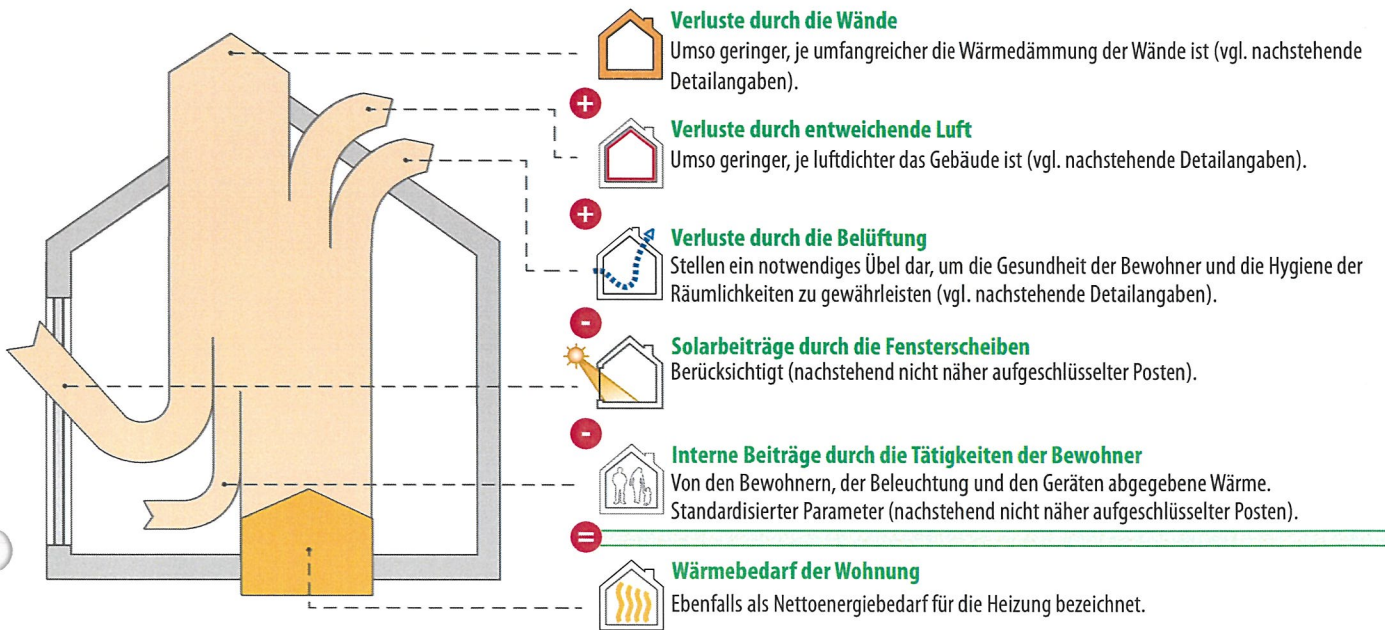 Verluste durch die Wände
Umso geringer, je umfangreicher die Wärmedämmung der Wände ist (vgl. nachstehende
Detailangaben).
+
Verluste durch entweichende Luft
Umso geringer, je luftdichter das Gebäude ist (vgl. nachstehende Detailangaben).
+
Verluste durch die Belüftung
Stellen ein notwendiges Übel dar, um die Gesundheit der Bewohner und die Hygiene der
Räumlichkeiten zu gewährleisten (vgl. nachstehende Detailangaben).
-
Solarbeiträge durch die Fensterscheiben
Berücksichtigt (nachstehend nicht näher aufgeschlüsselter Posten).
-
Interne Beiträge durch die Tätigkeiten der Bewohner
Von den Bewohnern, der Beleuchtung und den Geräten abgegebene Wärme.
Standardisierter Parameter (nachstehend nicht näher aufgeschlüsselter Posten).
=
Wärmebedarf der Wohnung
Ebenfalls als Nettoenergiebedarf für die Heizung bezeichnet.